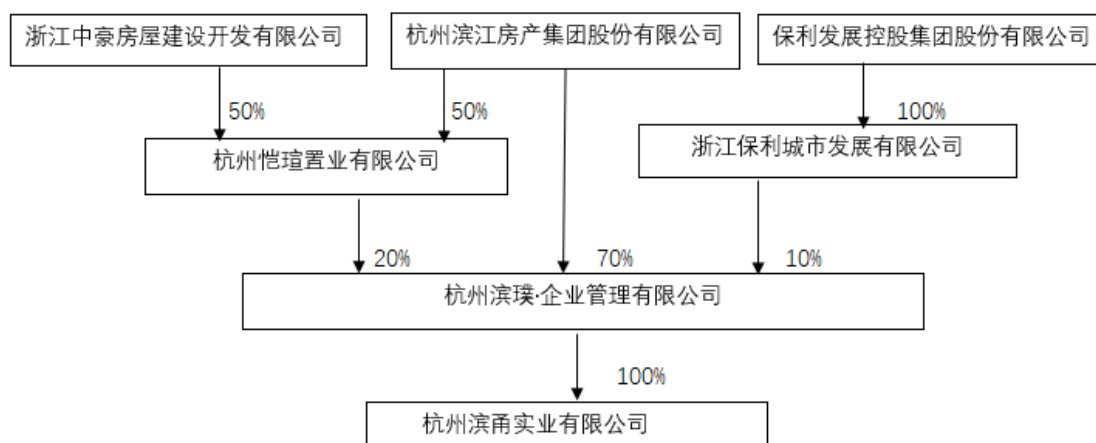 浙江中豪房屋建设开发有限公司
杭州滨江房产集团股份有限公司
保利发展控股集团股份有限公司
50%
50%
100%
杭州恺瑄置业有限公司
浙江保利城市发展有限公司
20%
70%
10%
杭州滨璞·企业管理有限公司
100%
杭州滨甬实业有限公司